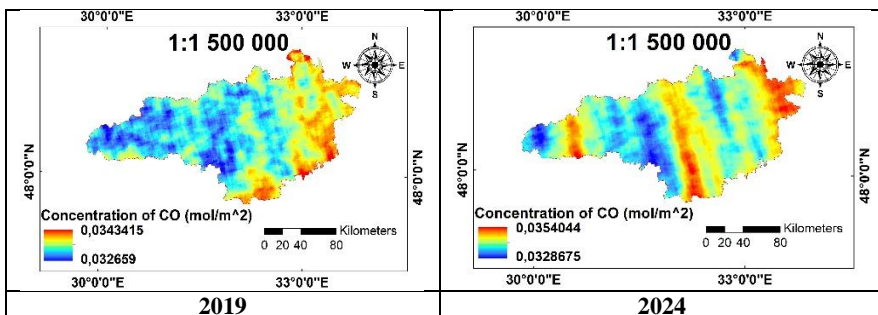 30°0'0"E 33°0'0"E
1:1 500 000
N
W E
S
48°0'0"N
48°0'0"N
Concentration of CO (mol/m^2)
0,0343415
0,032659
Kilometers
0 20 40 80
30°0'0"E 33°0'0"E
2019
30°0'0"E 33°0'0"E
1:1 500 000
N
W E
S
48°0'0"N
48°0'0"N
Concentration of CO (mol/m^2)
0,0354044
0,0328675
Kilometers
0 20 40 80
30°0'0"E 33°0'0"E
2024